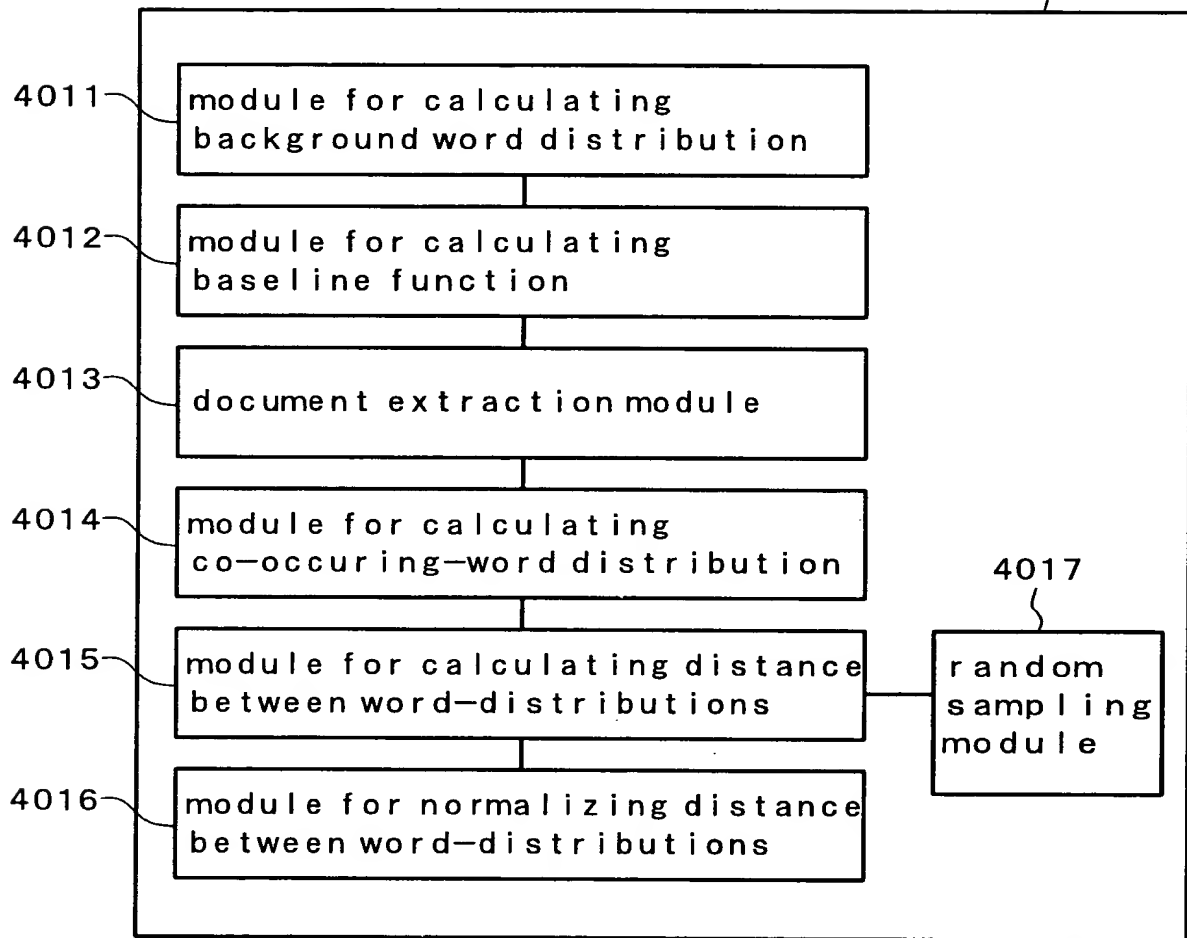 4011
module for calculating
background word distribution
4012
module for calculating
baseline function
4013
document extraction module
4014
module for calculating
co-occuring-word distribution
4017
4015
module for calculating distance
between word-distributions
random
sampling
module
4016
module for normalizing distance
between word-distributions